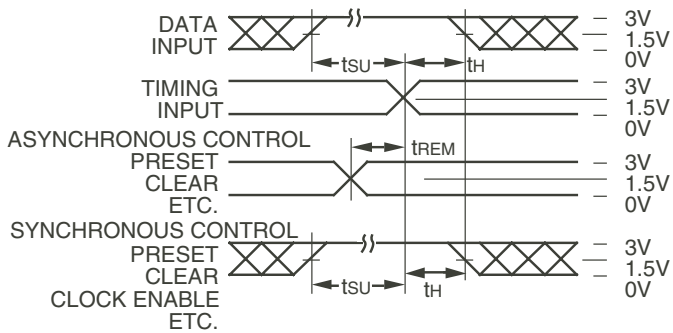 DATA
INPUT
3V
1.5V
0V
tSU
tH
TIMING
INPUT
3V
1.5V
0V
ASYNCHRONOUS CONTROL
tREM
PRESET
CLEAR
ETC.
3V
1.5V
0V
SYNCHRONOUS CONTROL
PRESET
CLEAR
CLOCK ENABLE
ETC.
3V
1.5V
0V
tSU
tH